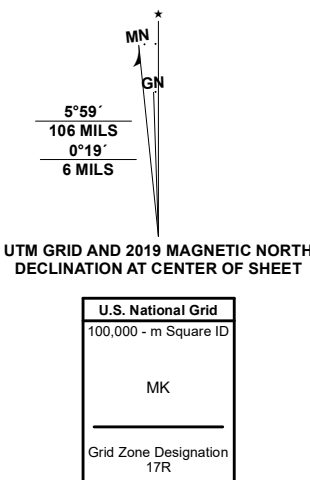 ★
MN
GN
5°59´
106 MILS
0°19´
6 MILS
UTM GRID AND 2019 MAGNETIC NORTH
DECLINATION AT CENTER OF SHEET
U.S. National Grid
100,000 - m Square ID
MK
Grid Zone Designation
17R